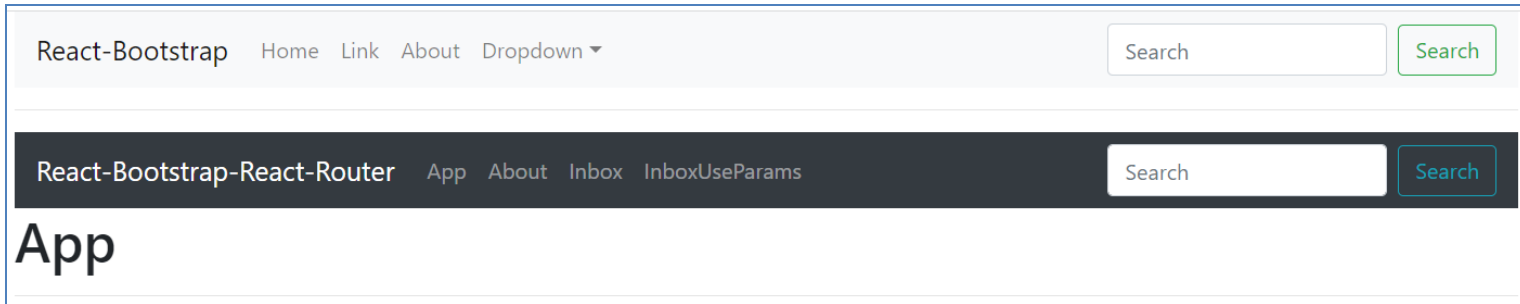 React-Bootstrap Home Link About Dropdown Search Search
React-Bootstrap-React-Router App About Inbox InboxUseParams Search Search
App